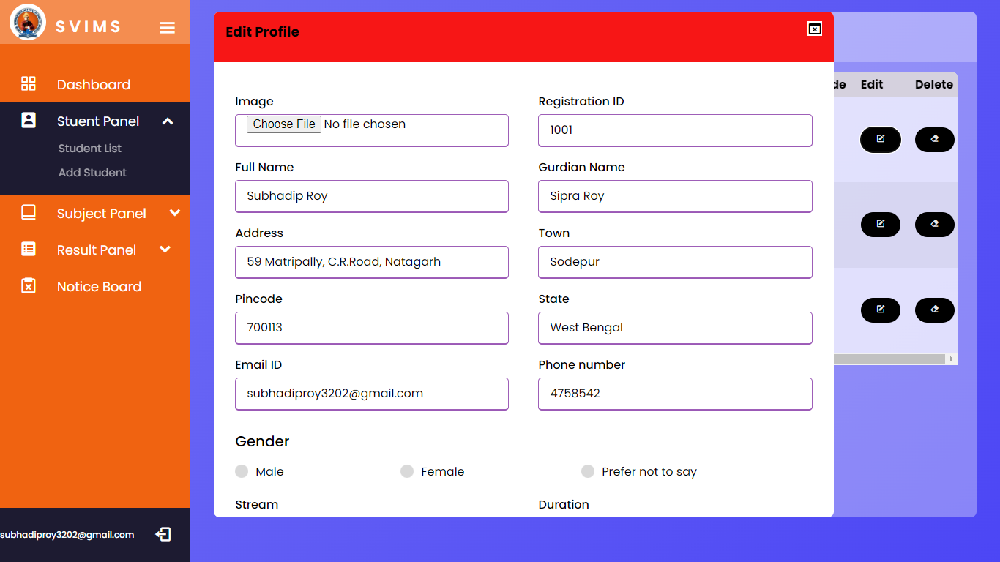 SVIMS
Dashboard
Stuent Panel
Student List
Add Student
Subject Panel
Result Panel
Notice Board
subhadiproy3202@gmail.com
Edit Profile
Image
Choose File No file chosen
Registration ID
1001
Full Name
Subhadip Roy
Gurdian Name
Sipra Roy
Address
59 Matripally, C.R.Road, Natagarh
Town
Sodepur
Pincode
700113
State
West Bengal
Email ID
subhadiproy3202@gmail.com
Phone number
4758542
Gender
Male Female Prefer not to say
Stream Duration
de Edit Delete